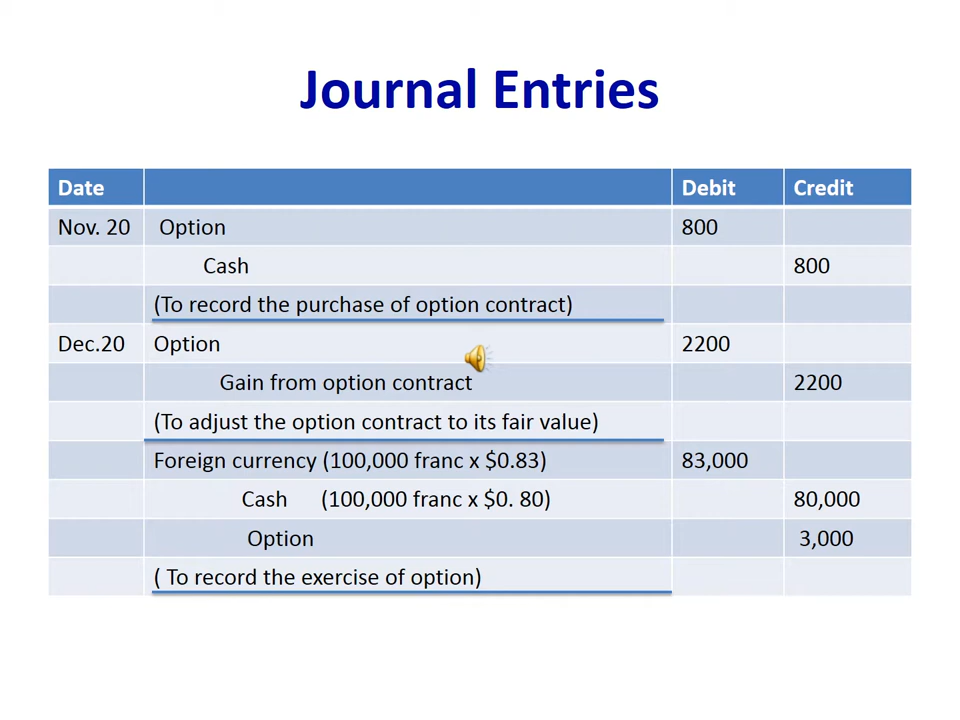 Journal Entries
Date Debit Credit
Nov. 20 Option 800
Cash 800
(To record the purchase of option contract)
Dec.20 Option 2200
Gain from option contract 2200
(To adjust the option contract to its fair value)
Foreign currency (100,000 franc x $0.83) 83,000
Cash (100,000 franc x $0. 80) 80,000
Option 3,000
( To record the exercise of option)